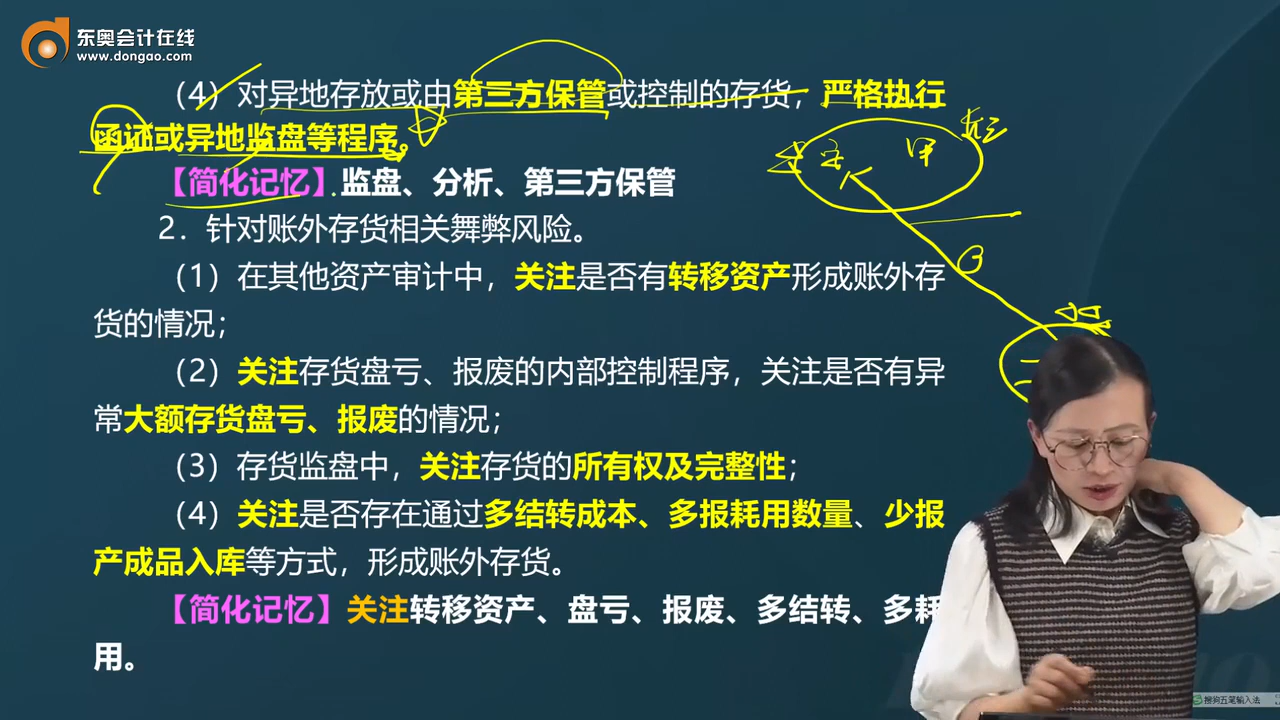 东奥会计在线
www.dongao.com
（4）对异地存放或由第三方保管或控制的存货，严格执行
函证或异地监盘等程序。
【简化记忆】监盘、分析、第三方保管
2．针对账外存货相关舞弊风险。
（1）在其他资产审计中，关注是否有转移资产形成账外存
货的情况；
（2）关注存货盘亏、报废的内部控制程序，关注是否有异
常大额存货盘亏、报废的情况；
（3）存货监盘中，关注存货的所有权及完整性；
（4）关注是否存在通过多结转成本、多报耗用数量、少报
产成品入库等方式，形成账外存货。
【简化记忆】关注转移资产、盘亏、报废、多结转、多耗
用。
甲
搜狗五笔输入法